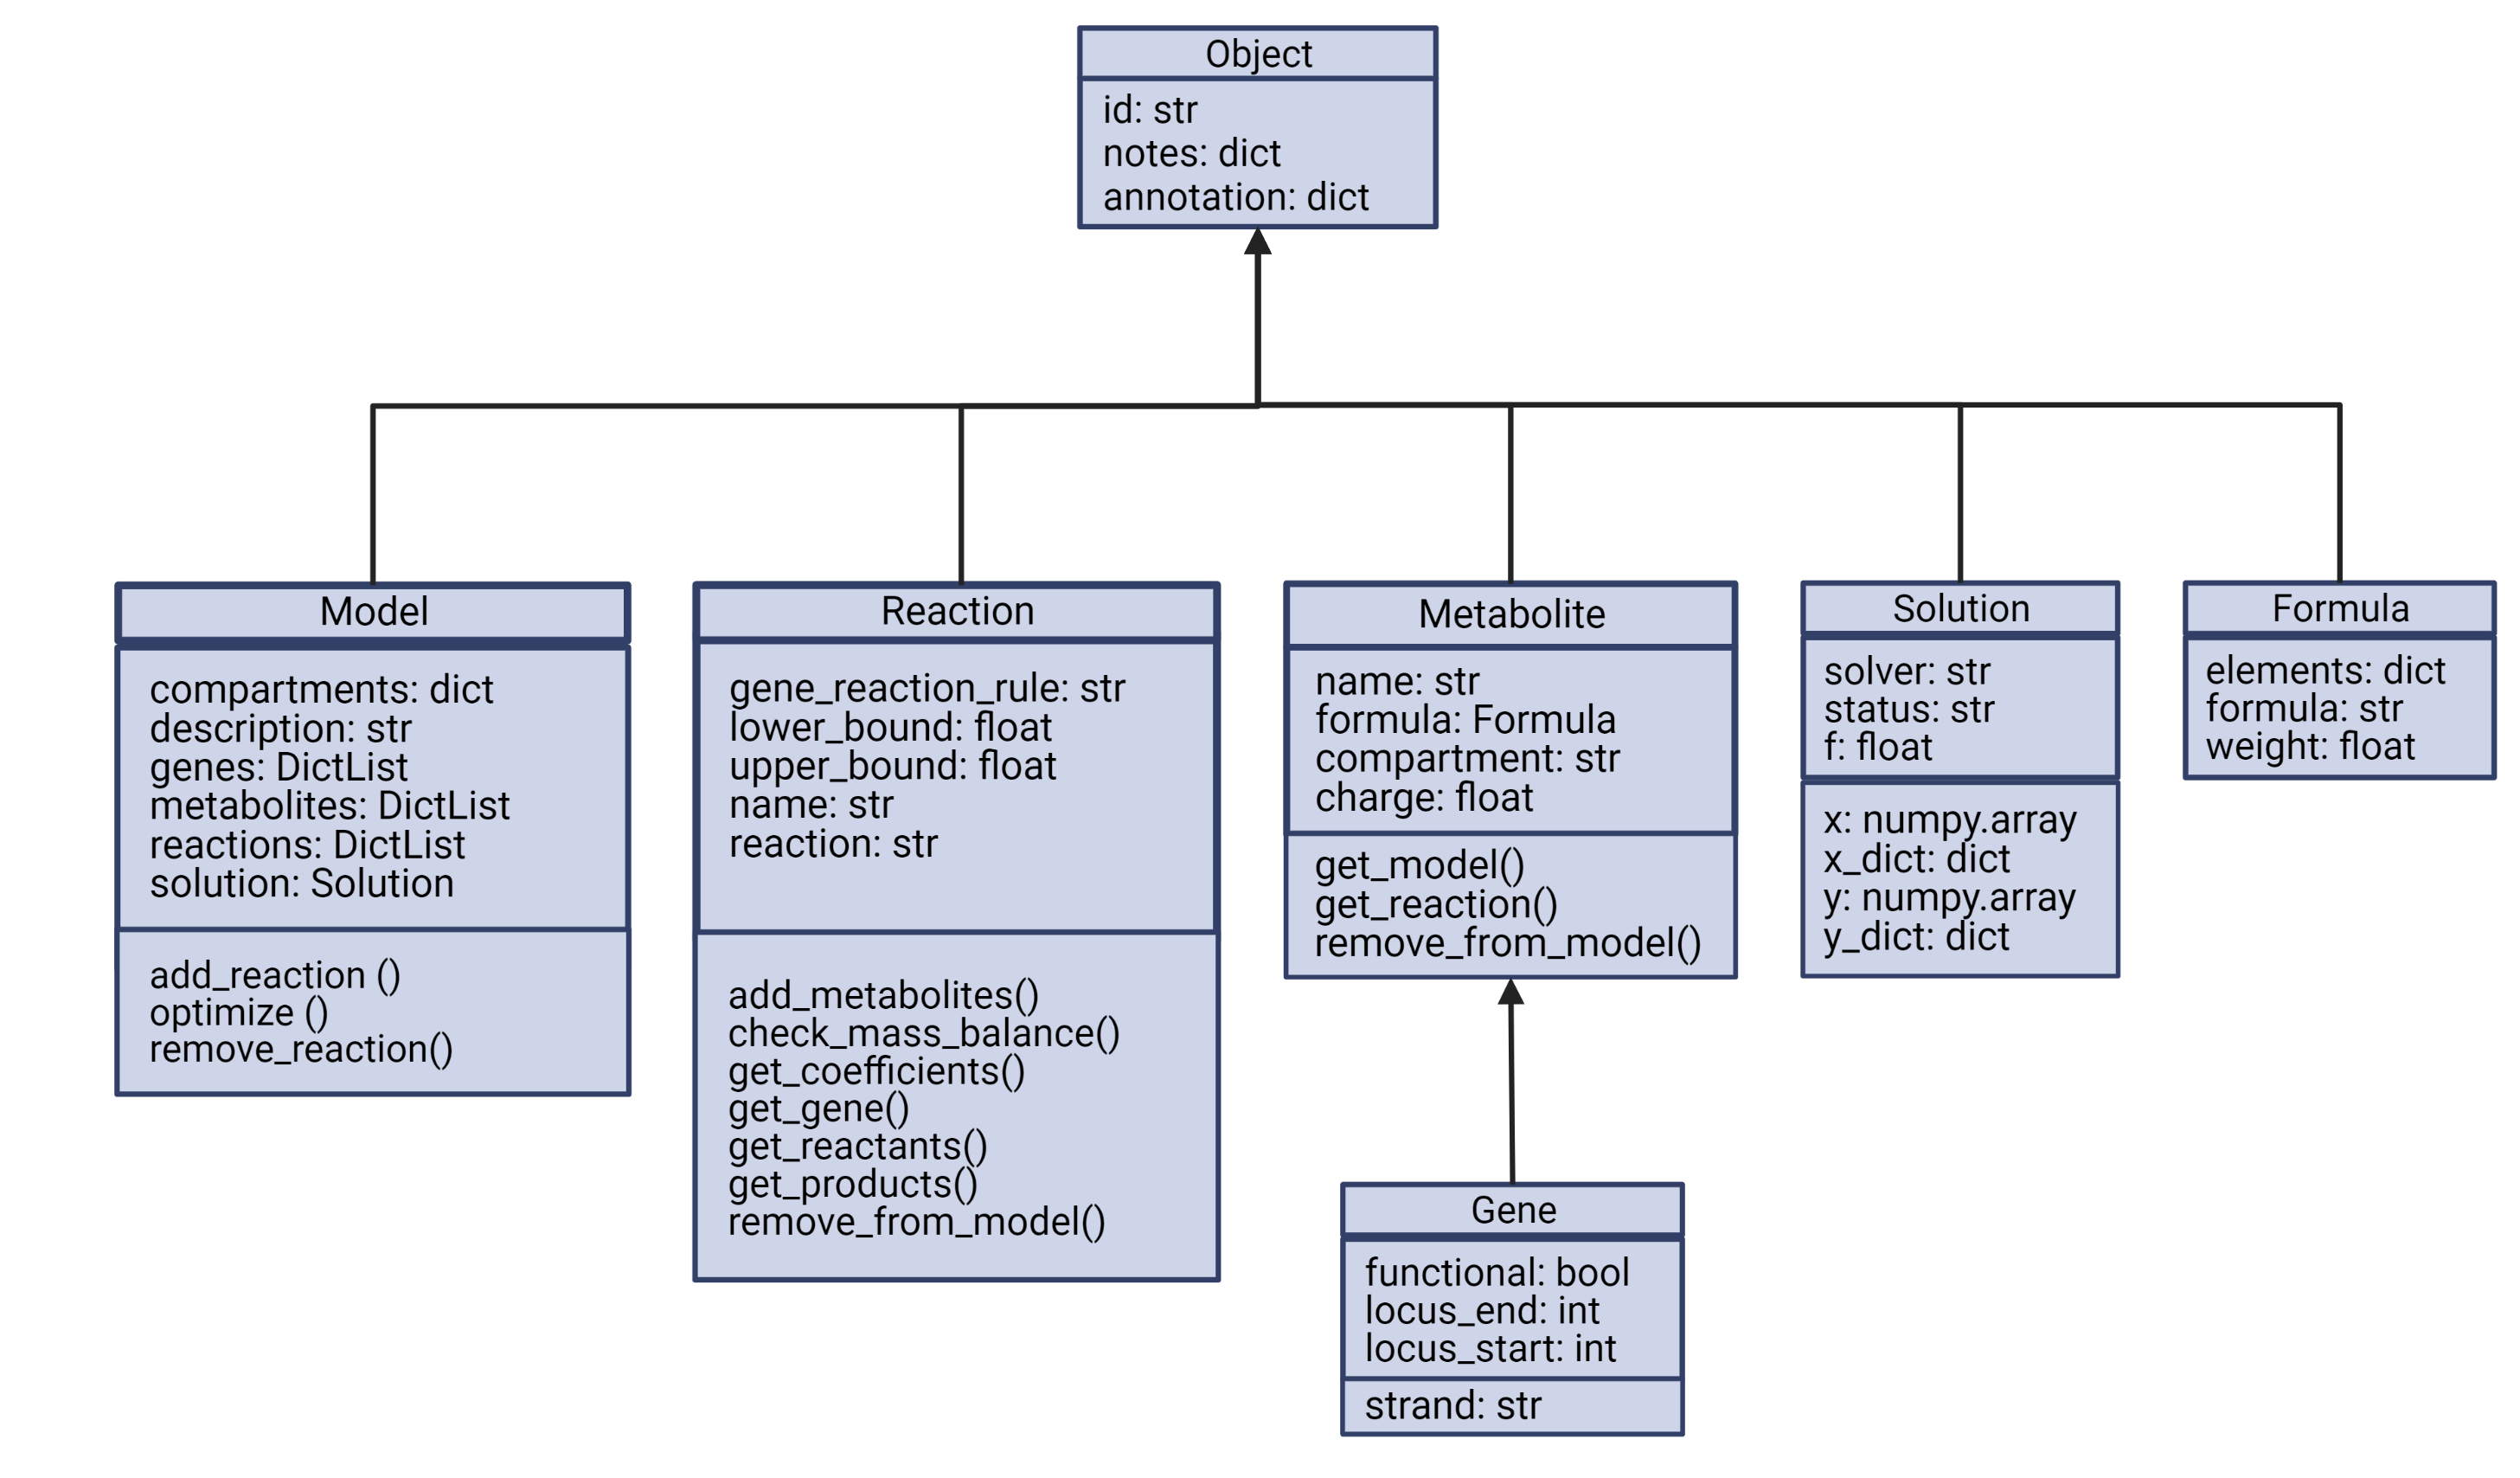 Object
id: str
notes: dict
annotation: dict
Model
compartments: dict
description: str
genes: DictList
metabolites: DictList
reactions: DictList
solution: Solution
add_reaction ()
optimize ()
remove_reaction()
Reaction
gene_reaction_rule: str
lower_bound: float
upper_bound: float
name: str
reaction: str
add_metabolites()
check_mass_balance()
get_coefficients()
get_gene()
get_reactants()
get_products()
remove_from_model()
Metabolite
name: str
formula: Formula
compartment: str
charge: float
get_model()
get_reaction()
remove_from_model()
Solution
solver: str
status: str
f: float
x: numpy.array
x_dict: dict
y: numpy.array
y_dict: dict
Formula
elements: dict
formula: str
weight: float
Gene
functional: bool
locus_end: int
locus_start: int
strand: str